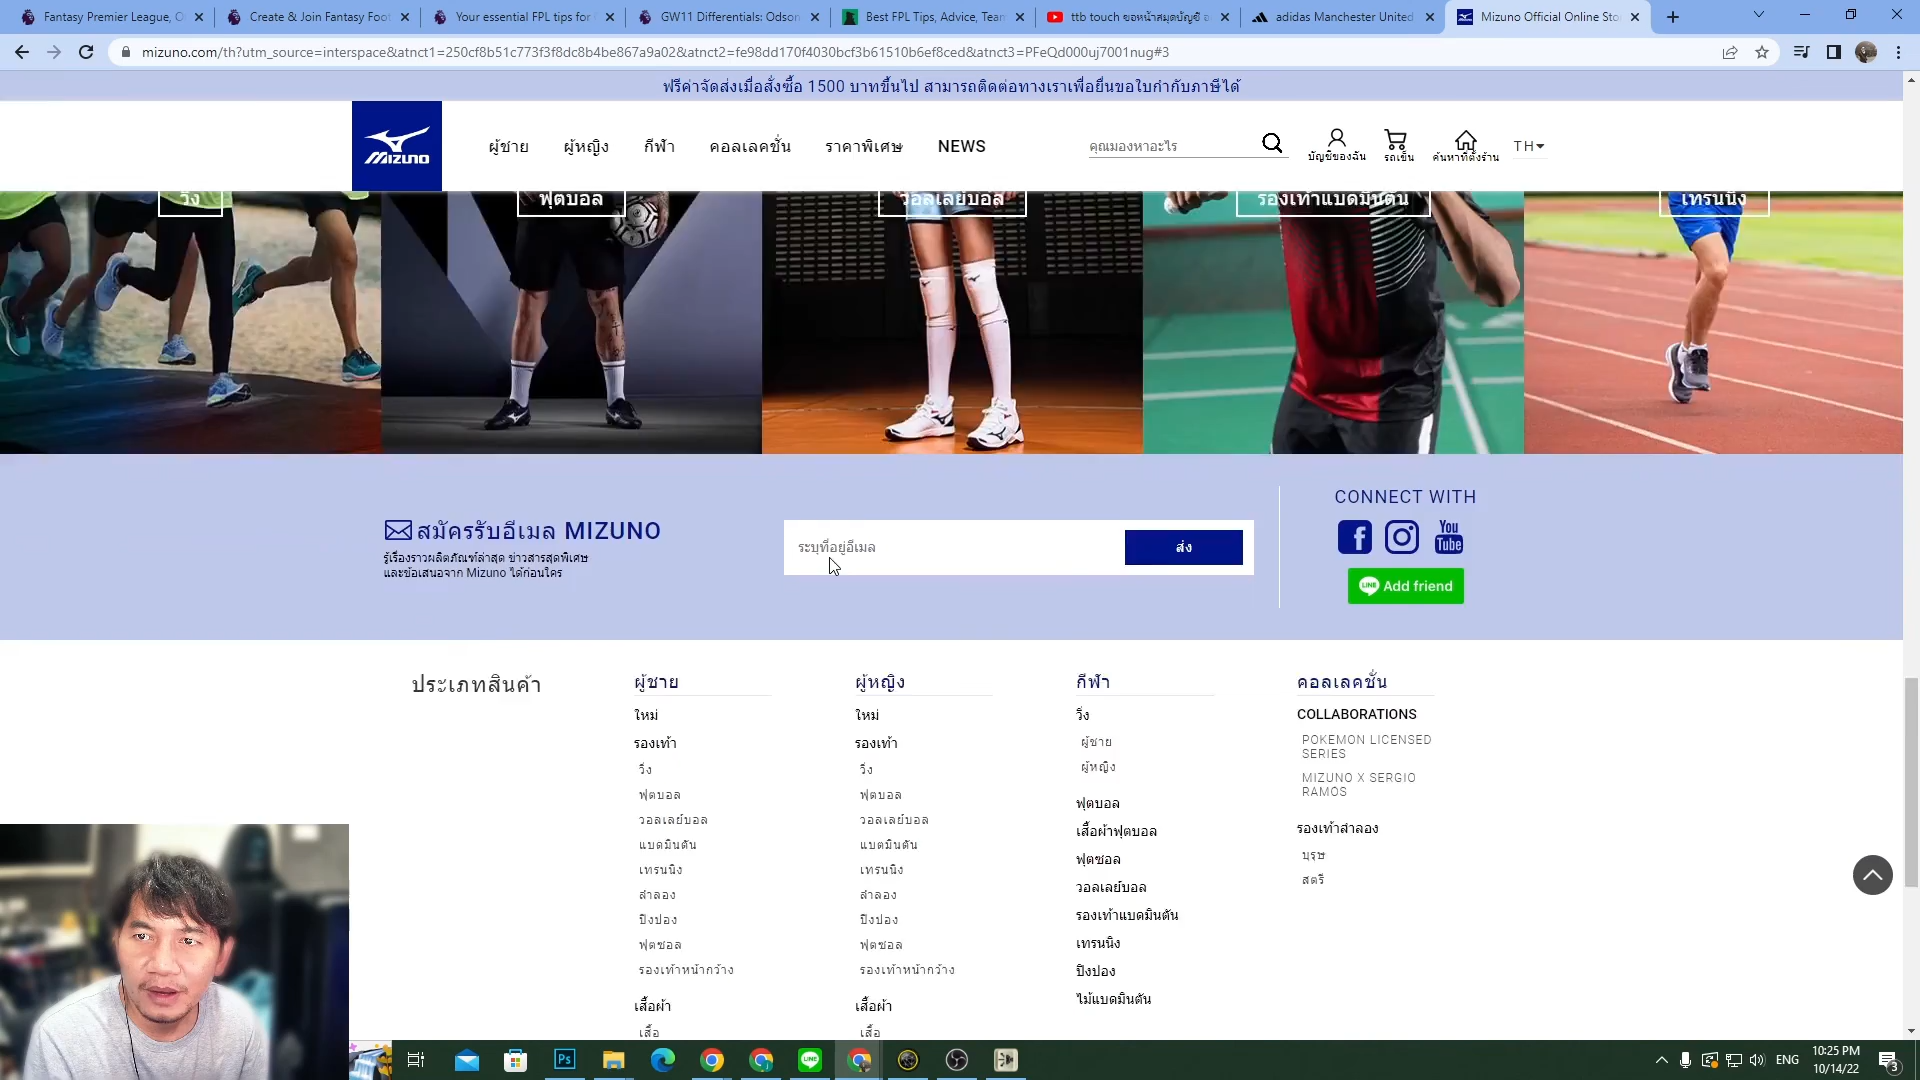 Fantasy Premier League, O
Create & Join Fantasy Foot
Your essential FPL tips for G
GW11 Differentials: Odson
Best FPL Tips, Advice, Team
ttb touch ขอหน้าสมุดบัญชี อ
adidas Manchester United
Mizuno Official Online Sto
mizuno.com/th?utm_source=interspace&atnct1=250cf8b51c773f3f8dc8b4be867a9a02&atnct2=fe98dd170f4030bcf3b61510b6ef8ced&atnct3=PFeQd000uj7001nug#3
ฟรีค่าจัดส่งเมื่อสั่งซื้อ 1500 บาทขึ้นไป สามารถติดต่อทางเราเพื่อยื่นขอใบกำกับภาษีได้
MIZUNO
ผู้ชาย
ผู้หญิง
กีฬา
คอลเลคชั่น
ราคาพิเศษ
NEWS
คุณมองหาอะไร
บัญชีของฉัน
รถเข็น
ค้นหาที่ตั้งร้าน
TH
วิ่ง
ฟุตบอล
วอลเลย์บอล
รองเท้าแบดมินตัน
เทรนนิ่ง
สมัครรับอีเมล MIZUNO
รู้เรื่องราวผลิตภัณฑ์ล่าสุด ข่าวสารสุดพิเศษ
และข้อเสนอจาก Mizuno ได้ก่อนใคร
ระบุที่อยู่อีเมล
ส่ง
CONNECT WITH
You
Tube
LINE Add friend
ประเภทสินค้า
ผู้ชาย
ใหม่
รองเท้า
วิ่ง
ฟุตบอล
วอลเลย์บอล
แบดมินตัน
เทรนนิ่ง
ลำลอง
ปิงปอง
ฟุตซอล
รองเท้าหน้ากว้าง
เสื้อผ้า
เสื้อ
ผู้หญิง
ใหม่
รองเท้า
วิ่ง
ฟุตบอล
วอลเลย์บอล
แบตมินตัน
เทรนนิ่ง
ลำลอง
ปิงปอง
ฟุตซอล
รองเท้าหน้ากว้าง
เสื้อผ้า
เสื้อ
กีฬา
วิ่ง
ผู้ชาย
ผู้หญิง
ฟุตบอล
เสื้อผ้าฟุตบอล
ฟุตซอล
วอลเลย์บอล
รองเท้าแบดมินตัน
เทรนนิ่ง
ปิงปอง
ไม้แบดมินตัน
คอลเลคชั่น
COLLABORATIONS
POKEMON LICENSED
SERIES
MIZUNO X SERGIO
RAMOS
รองเท้าลำลอง
บุรุษ
สตรี
Ps
LINE
ENG
10:25 PM
10/14/22
3